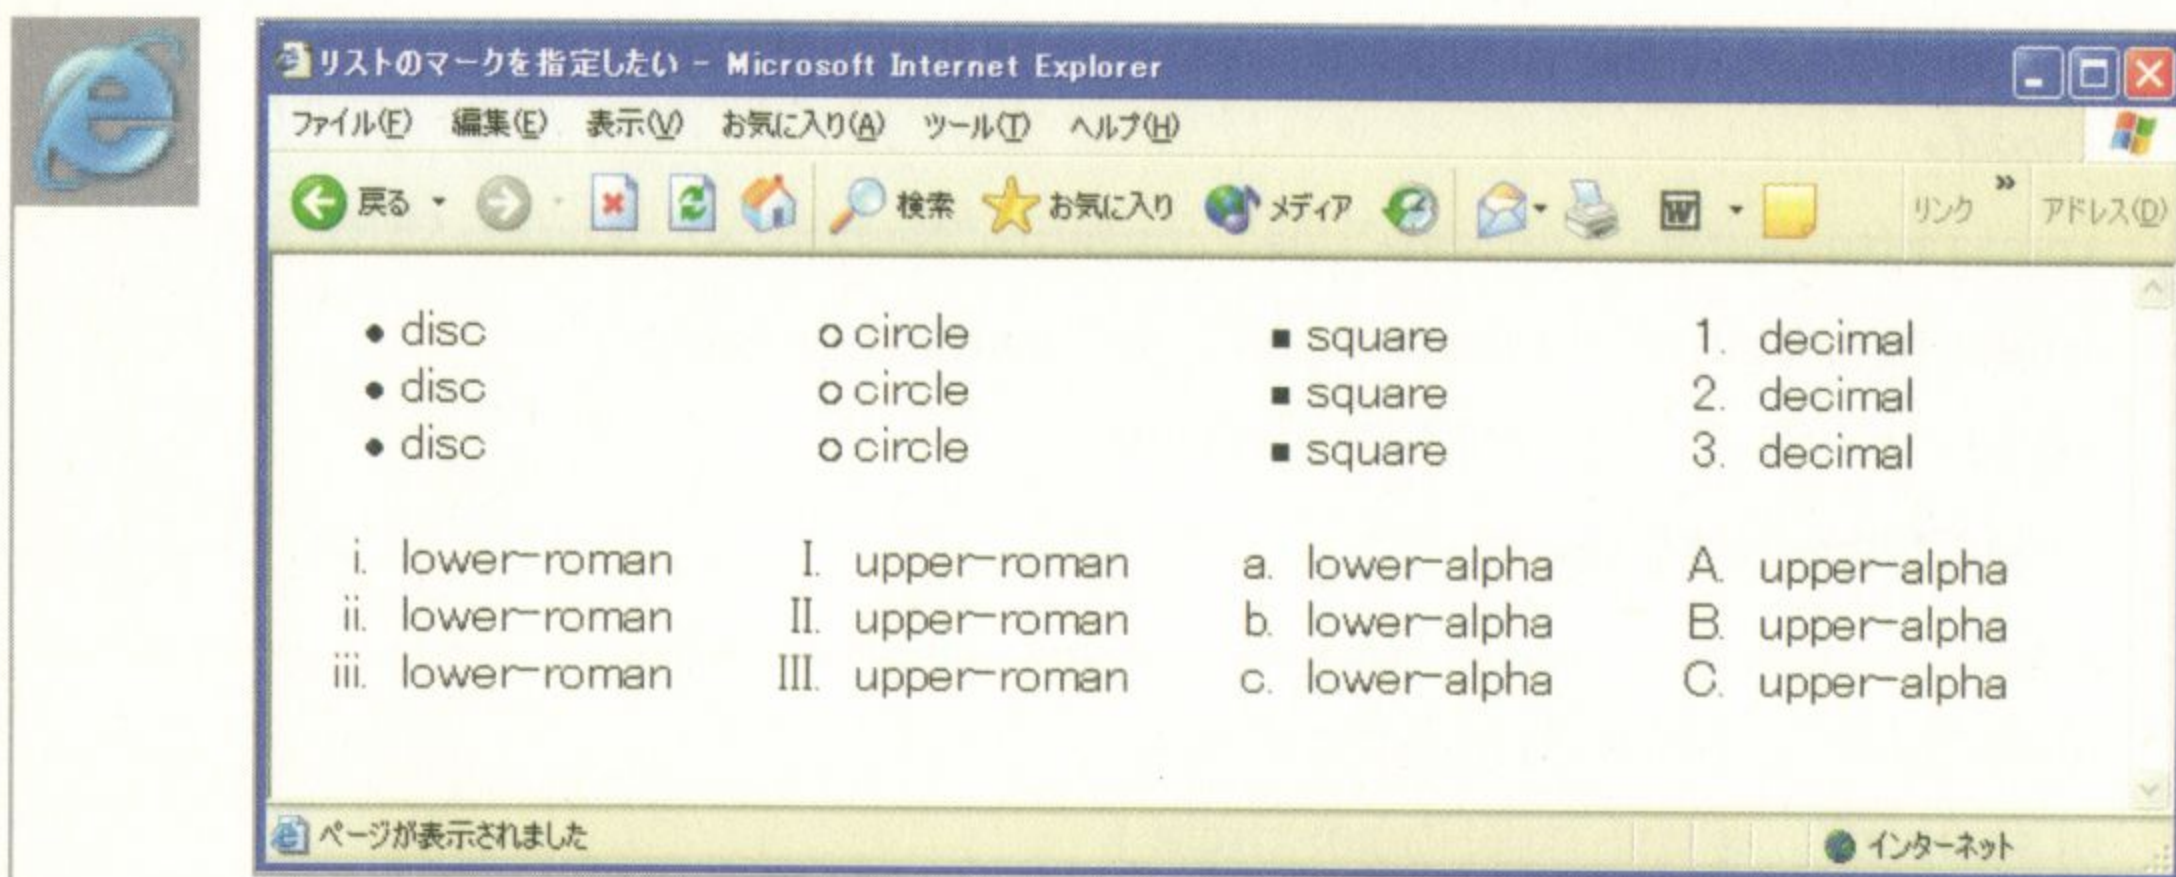 リストのマークを指定したい - Microsoft Internet Explorer
ファイル(F) 編集(E) 表示(V) お気に入り(A) ツール(T) ヘルプ(H)
戻る 検索 お気に入り メディア リンク » アドレス(D)
• disc ○ circle ■ square 1. decimal
• disc ○ circle ■ square 2. decimal
• disc ○ circle ■ square 3. decimal
i. lower-roman I. upper-roman a. lower-alpha A. upper-alpha
ii. lower-roman II. upper-roman b. lower-alpha B. upper-alpha
iii. lower-roman III. upper-roman c. lower-alpha C. upper-alpha
ページが表示されました インターネット